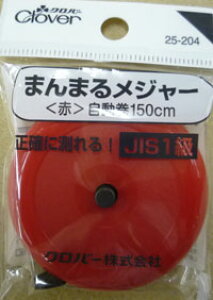 クロバー
Clover
25-204
まんまるメジャー
<赤>自動巻150cm
正確に測れる! JIS1級
クロバー株式会社